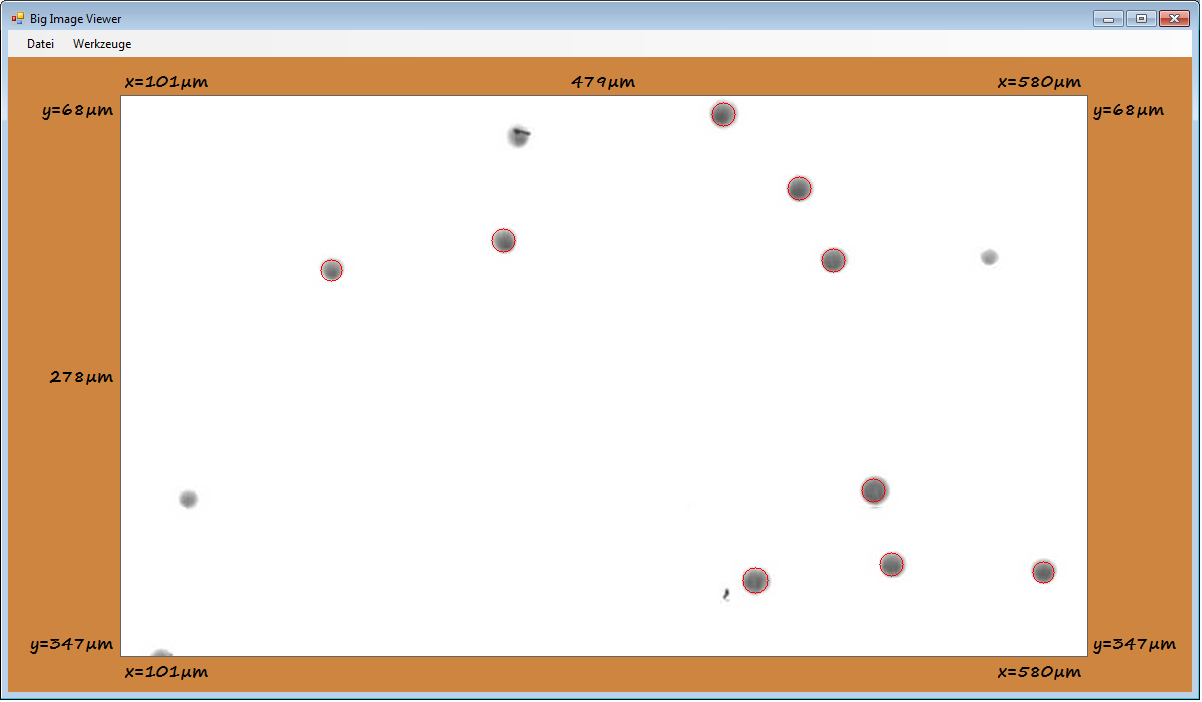 Big Image Viewer
Datei Werkzeuge
x=101µm 479µm x=580µm
y=68µm y=68µm
278µm
y=347µm y=347µm
x=101µm x=580µm